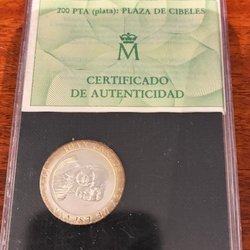 200 PTA (plata): PLAZA DE CIBELES
M
CERTIFICADO
DE AUTENTICIDAD